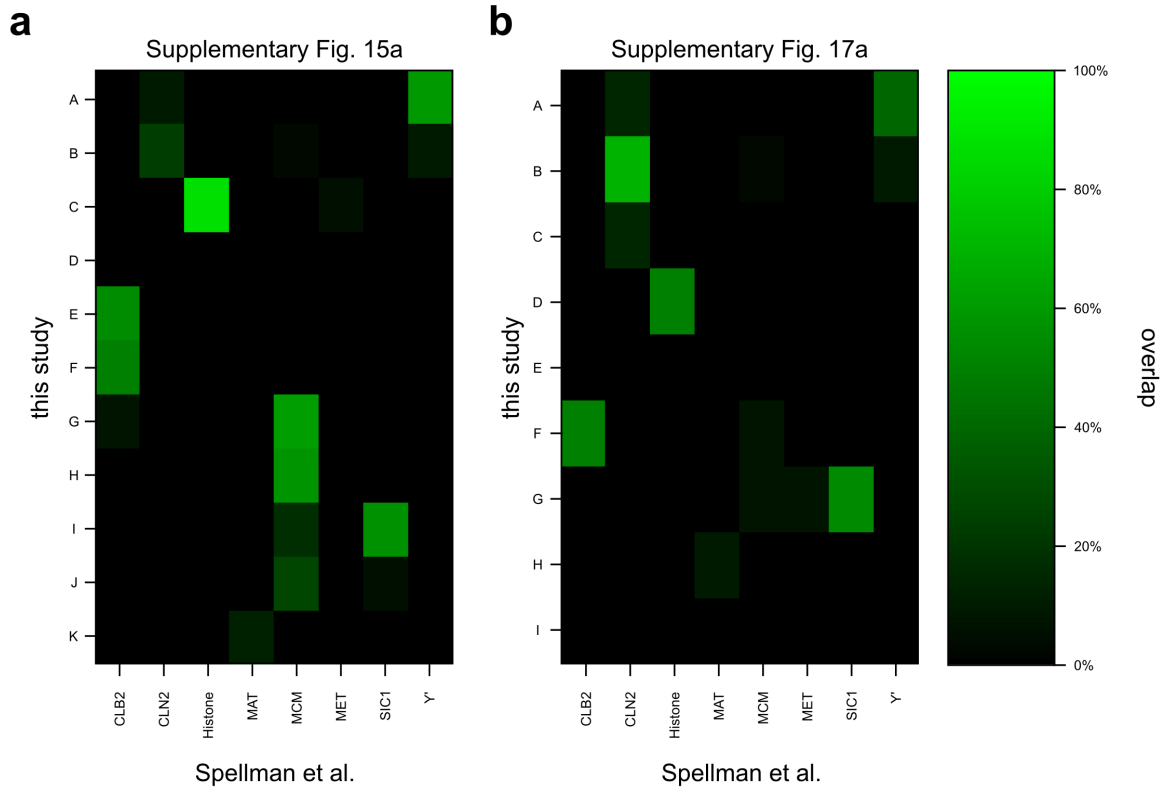 a
b
Supplementary Fig. 15a
Supplementary Fig. 17a
this study
A
B
C
D
E
F
G
H
I
J
K
CLB2
CLN2
Histone
MAT
MCM
MET
SIC1
Y'
Spellman et al.
this study
A
B
C
D
E
F
G
H
I
CLB2
CLN2
Histone
MAT
MCM
MET
SIC1
Y'
Spellman et al.
100%
80%
60%
40%
20%
0%
overlap